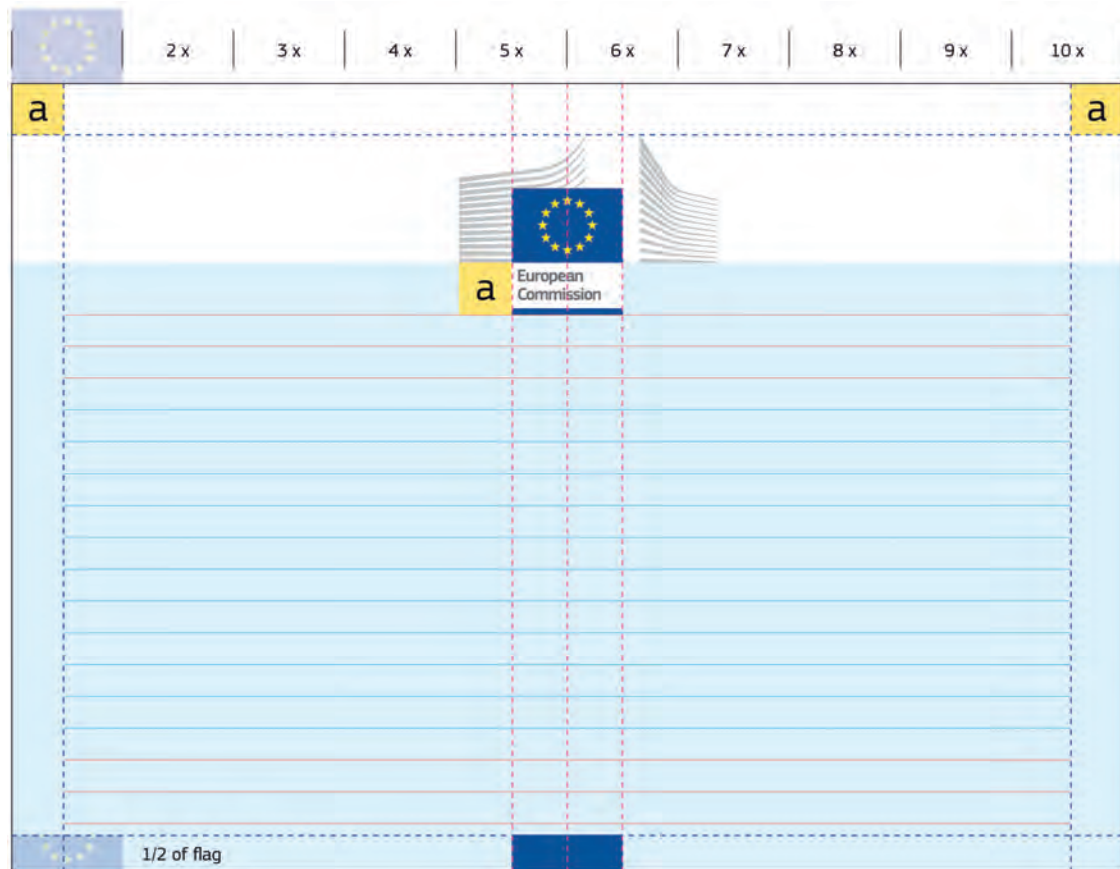 2 x 3 x 4 x 5 x 6 x 7 x 8 x 9 x 10 x
a a
European
a Commission
1/2 of flag